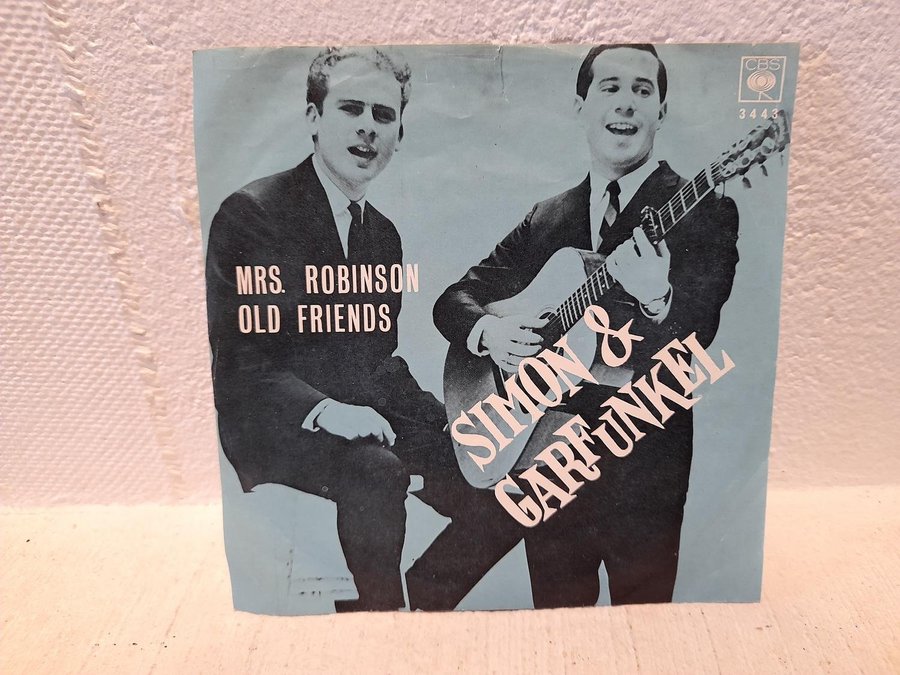 CBS
3443
MRS. ROBINSON
OLD FRIENDS
SIMON &
GARFUNKEL